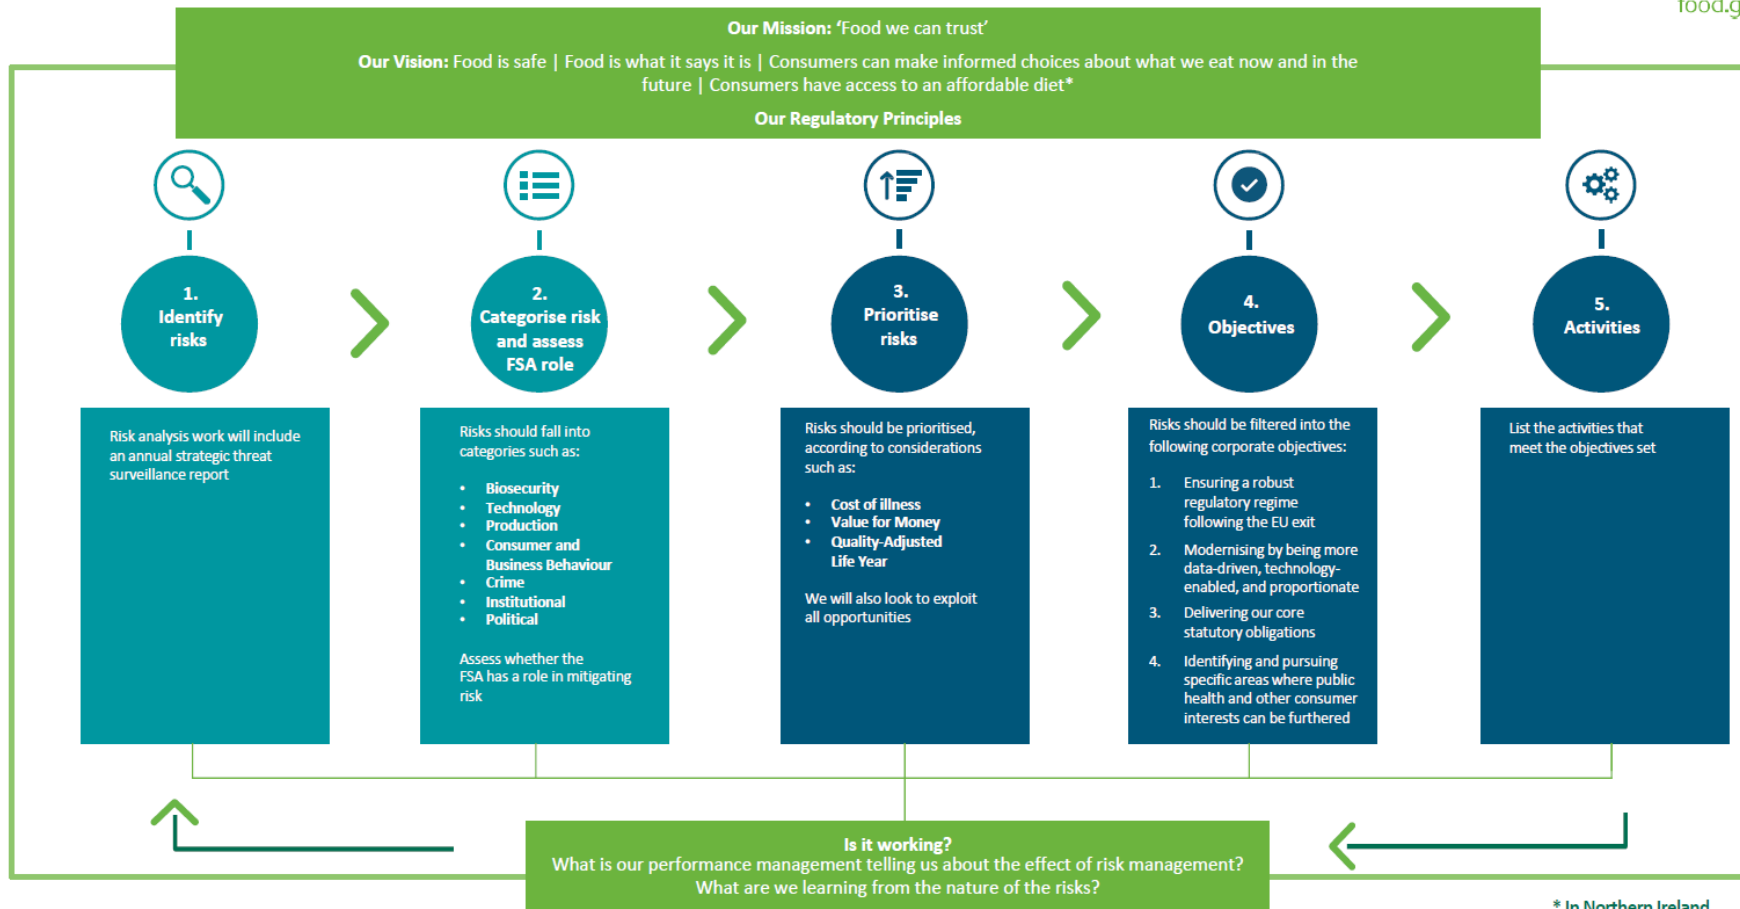 food.g
Our Mission: ‘Food we can trust’
Our Vision: Food is safe | Food is what it says it is | Consumers can make informed choices about what we eat now and in the
future | Consumers have access to an affordable diet*
Our Regulatory Principles
1.
Identify
risks
2.
Categorise risk
and assess
FSA role
3.
Prioritise
risks
4.
Objectives
5.
Activities
Risk analysis work will include
an annual strategic threat
surveillance report
Risks should fall into
categories such as:
• Biosecurity
• Technology
• Production
• Consumer and
Business Behaviour
• Crime
• Institutional
• Political
Assess whether the
FSA has a role in mitigating
risk
Risks should be prioritised,
according to considerations
such as:
• Cost of illness
• Value for Money
• Quality-Adjusted
Life Year
We will also look to exploit
all opportunities
Risks should be filtered into the
following corporate objectives:
1. Ensuring a robust
regulatory regime
following the EU exit
2. Modernising by being more
data-driven, technology-
enabled, and proportionate
3. Delivering our core
statutory obligations
4. Identifying and pursuing
specific areas where public
health and other consumer
interests can be furthered
List the activities that
meet the objectives set
Is it working?
What is our performance management telling us about the effect of risk management?
What are we learning from the nature of the risks?
* In Northern Ireland